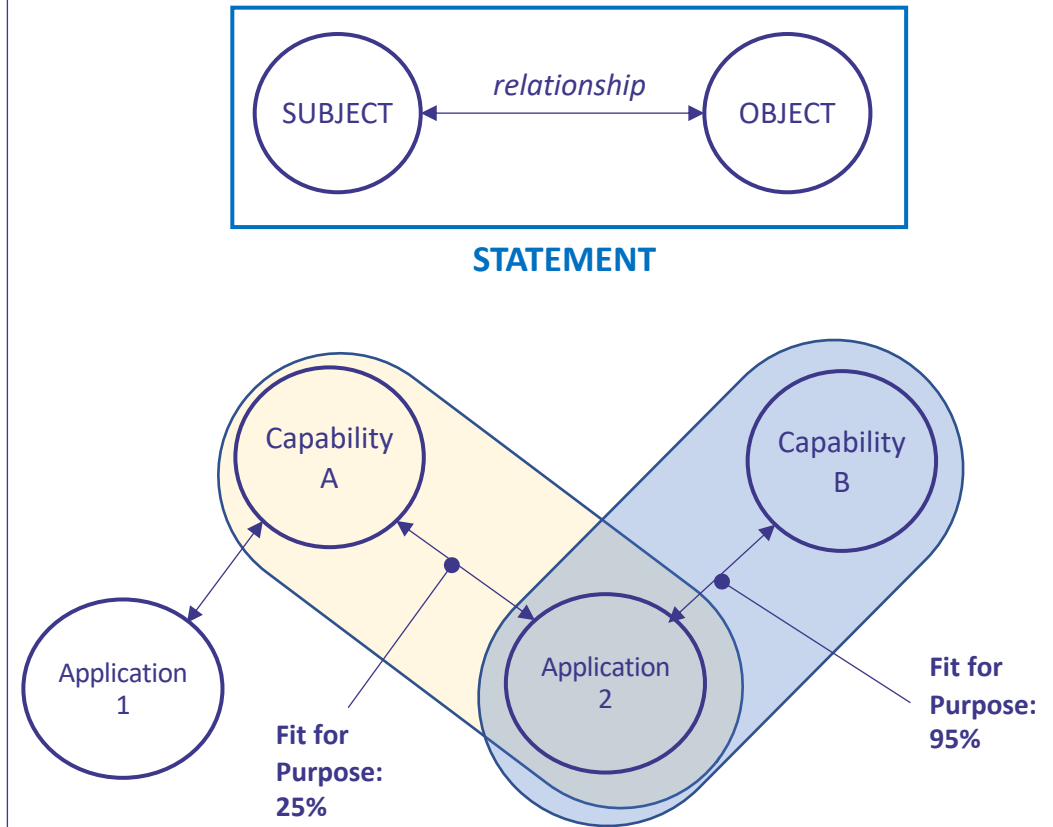 SUBJECT
relationship
OBJECT
STATEMENT
Capability
A
Capability
B
Application
1
Application
2
Fit for
Purpose:
25%
Fit for
Purpose:
95%